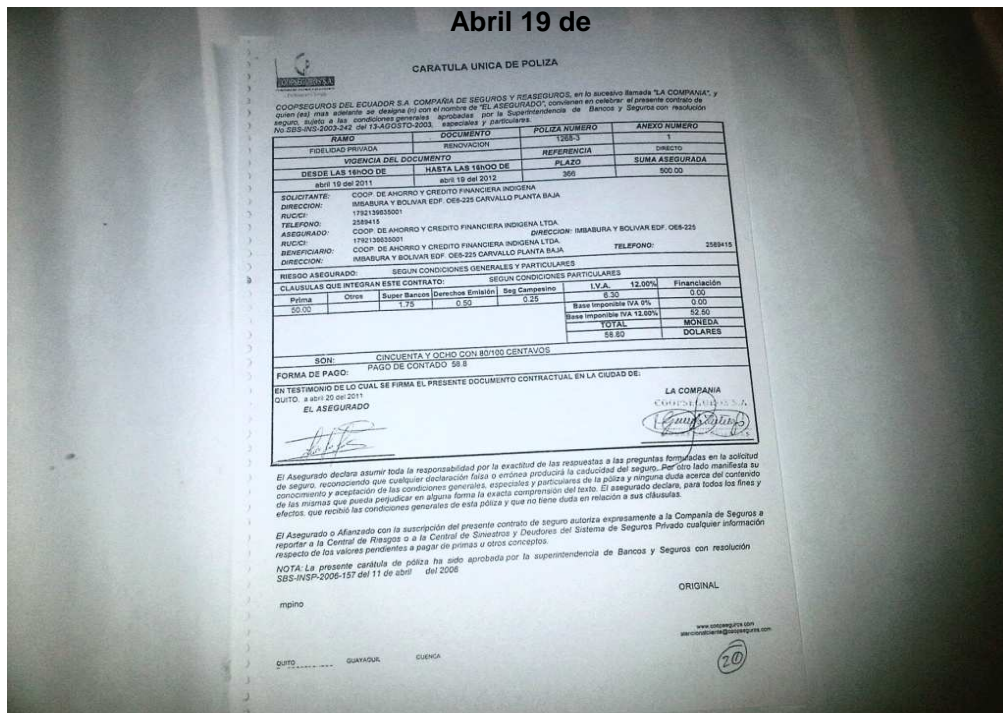 Abril 19 de
COOPSEGUROS S.A.
CARATULA UNICA DE POLIZA
COOPSEGUROS DEL ECUADOR S.A. COMPAÑIA DE SEGUROS Y REASEGUROS, en lo sucesivo llamada "LA COMPAÑIA", y
quien (es) mas adelante se designa (n) con el nombre de "EL ASEGURADO", convienen en celebrar el presente contrato de
seguro, sujeto a las condiciones generales aprobadas por la Superintendencia de Bancos y Seguros con resolución
No SBS-INS-2003-242 del 13-AGOSTO-2003, especiales y particulares.
RAMO DOCUMENTO POLIZA NUMERO ANEXO NUMERO
FIDELIDAD PRIVADA RENOVACION 1268-3 1
VIGENCIA DEL DOCUMENTO REFERENCIA DIRECTO
DESDE LAS 16hOO DE HASTA LAS 16hOO DE PLAZO SUMA ASEGURADA
abril 19 del 2011 abril 19 del 2012 366 500.00
SOLICITANTE: COOP. DE AHORRO Y CREDITO FINANCIERA INDIGENA
DIRECCION: IMBABURA Y BOLIVAR EDF. OE6-225 CARVALLO PLANTA BAJA
RUC/CI: 1792139635001
TELEFONO: 2589415
ASEGURADO: COOP. DE AHORRO Y CREDITO FINANCIERA INDIGENA LTDA.
RUC/CI: 1792139635001 DIRECCION: IMBABURA Y BOLIVAR EDF. OE6-225
BENEFICIARIO: COOP. DE AHORRO Y CREDITO FINANCIERA INDIGENA LTDA.
DIRECCION: IMBABURA Y BOLIVAR EDF. OE6-225 CARVALLO PLANTA BAJA TELEFONO: 2589415
RIESGO ASEGURADO: SEGUN CONDICIONES GENERALES Y PARTICULARES
CLAUSULAS QUE INTEGRAN ESTE CONTRATO: SEGUN CONDICIONES PARTICULARES
Prima Otros Super Bancos Derechos Emisión Seg Campesino I.V.A. 12.00% Financiación
50.00 1.75 0.50 0.25 6.30 0.00
Base Imponible IVA 0% 0.00
Base Imponible IVA 12.00% 52.50
TOTAL MONEDA
58.80 DOLARES
SON: CINCUENTA Y OCHO CON 80/100 CENTAVOS
FORMA DE PAGO: PAGO DE CONTADO 58.8
EN TESTIMONIO DE LO CUAL SE FIRMA EL PRESENTE DOCUMENTO CONTRACTUAL EN LA CIUDAD DE:
QUITO, a abril 20 del 2011
EL ASEGURADO LA COMPAÑIA
COOPSEGUROS S.A.
El Asegurado declara asumir toda la responsabilidad por la exactitud de las respuestas a las preguntas formuladas en la solicitud
de seguro, reconociendo que cualquier declaración falsa o errónea producirá la caducidad del seguro. Por otro lado manifiesta su
conocimiento y aceptación de las condiciones generales, especiales y particulares de la póliza y ninguna duda acerca del contenido
de las mismas que pueda perjudicar en alguna forma la exacta comprensión del texto. El asegurado declara, para todos los fines y
efectos, que recibió las condiciones generales de esta póliza y que no tiene duda en relación a sus cláusulas.
El Asegurado o Afianzado con la suscripción del presente contrato de seguro autoriza expresamente a la Compañía de Seguros a
reportar a la Central de Riesgos o a la Central de Siniestros y Deudores del Sistema de Seguros Privado cualquier información
respecto de los valores pendientes a pagar de primas u otros conceptos.
NOTA: La presente carátula de póliza ha sido aprobada por la superintendencia de Bancos y Seguros con resolución
SBS-INSP-2006-157 del 11 de abril del 2006
ORIGINAL
mpino
www.coopseguros.com
atencionalcliente@coopseguros.com
QUITO GUAYAQUIL CUENCA
20